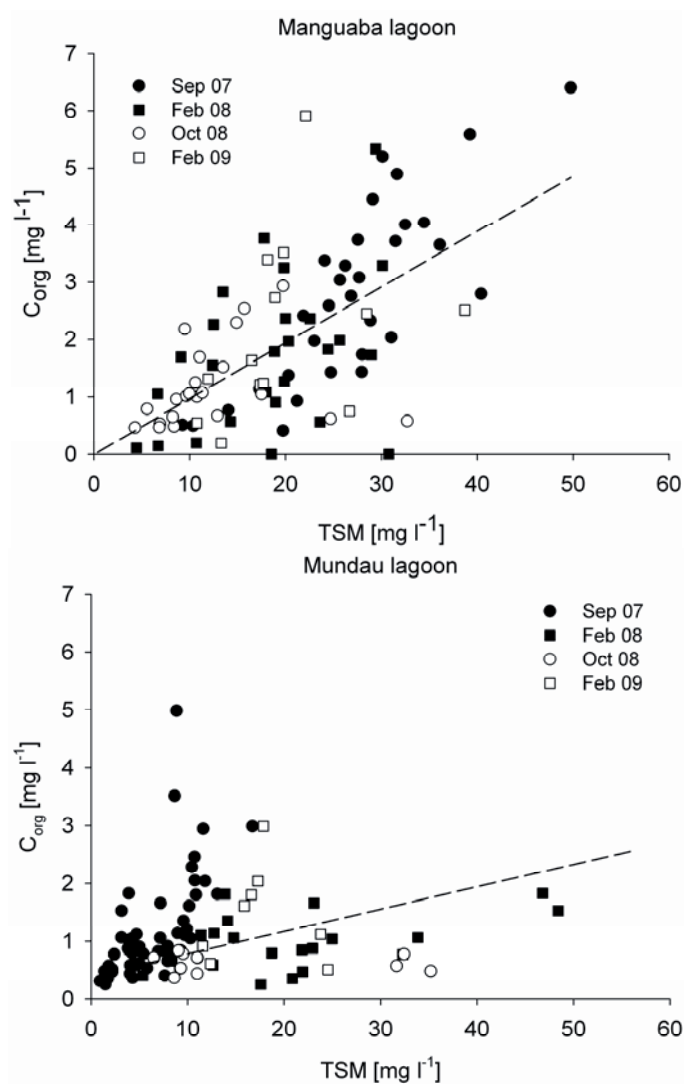 Manguaba lagoon
7
6
5
4
3
2
1
0
Corg [mg l-1]
Sep 07
Feb 08
Oct 08
Feb 09
0 10 20 30 40 50 60
TSM [mg l-1]
Mundau lagoon
7
6
5
4
3
2
1
0
Corg [mg l-1]
Sep 07
Feb 08
Oct 08
Feb 09
0 10 20 30 40 50 60
TSM [mg l-1]